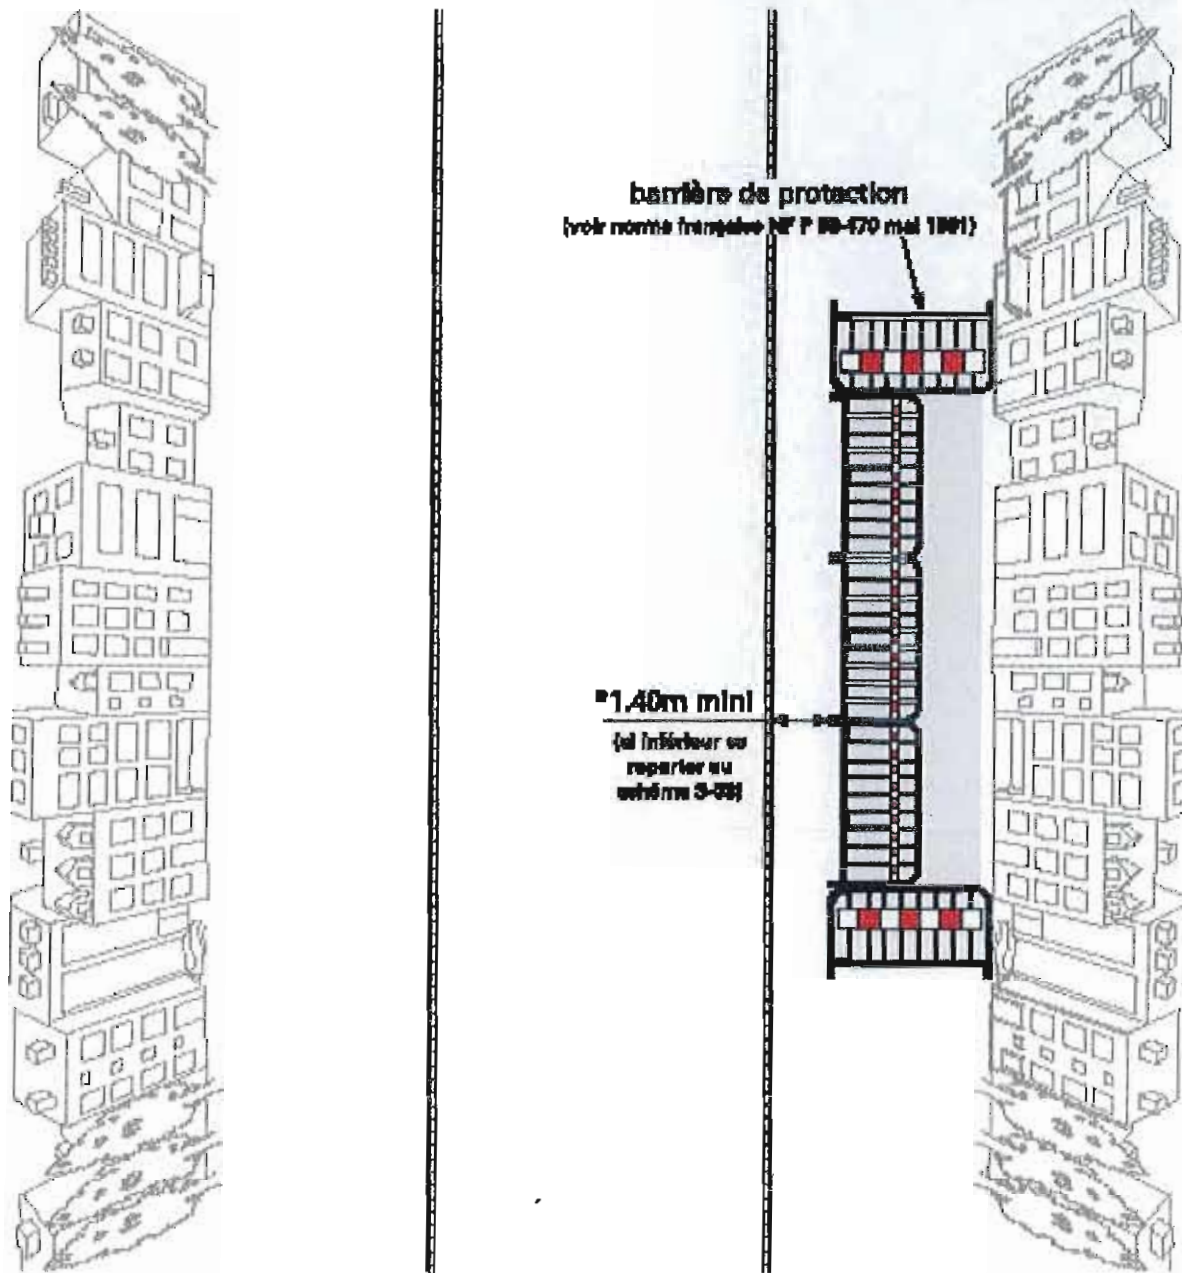 barrière de protection
(voir norme française NF P 98-470 mai 1991)
*1.40m mini
(si inférieur se
reporter au
schéma 3-02)